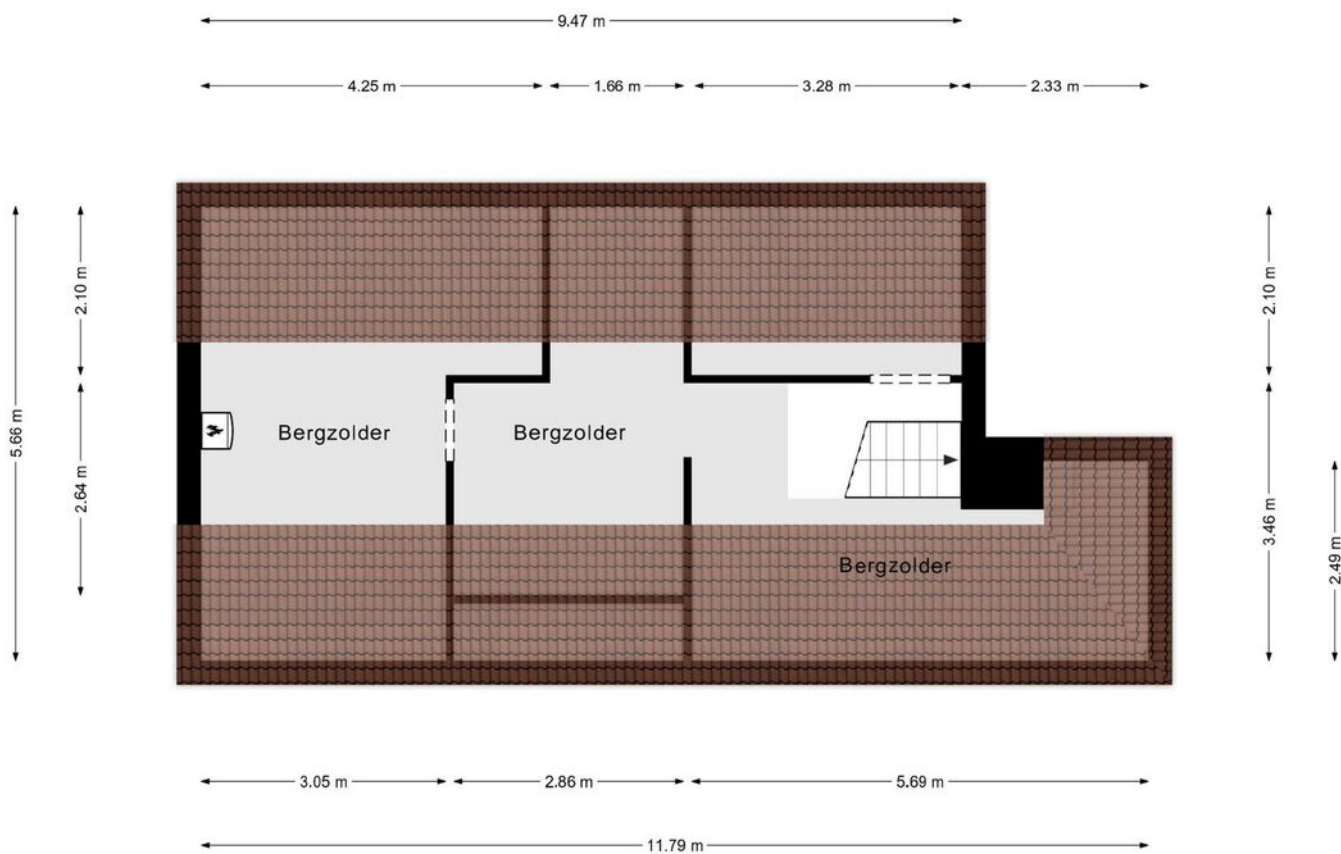 9.47 m
4.25 m
1.66 m
3.28 m
2.33 m
5.66 m
2.10 m
2.64 m
2.10 m
3.46 m
2.49 m
Bergzolder
Bergzolder
Bergzolder
3.05 m
2.86 m
5.69 m
11.79 m